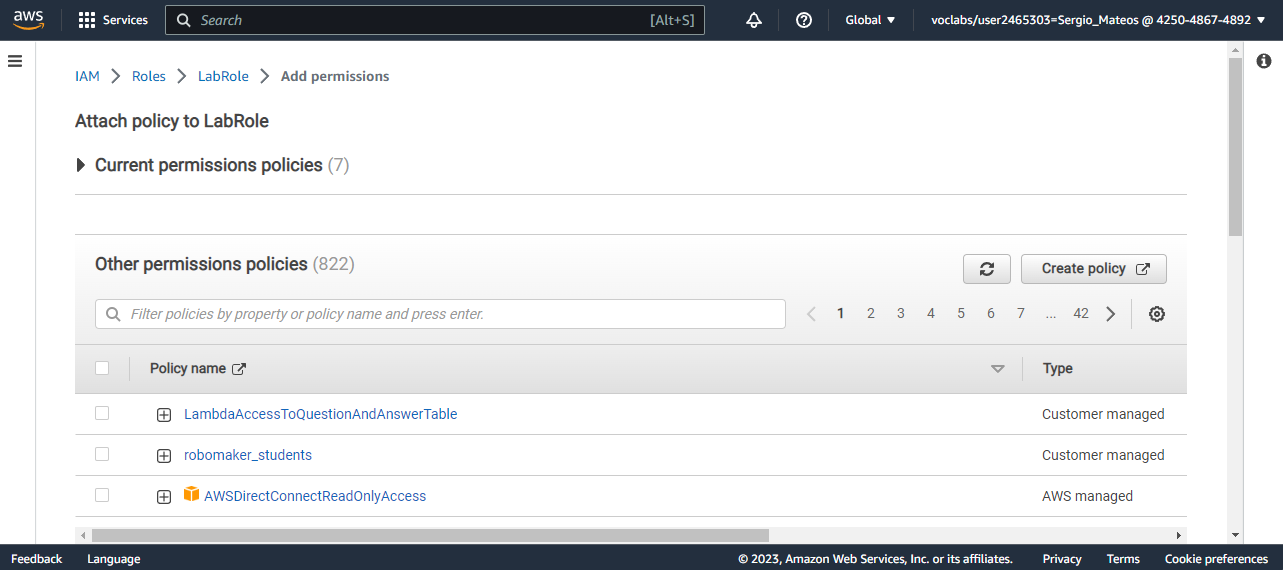 aws Services Search [Alt+S] Global voclabs/user2465303=Sergio_Mateos @ 4250-4867-4892
IAM Roles LabRole Add permissions
Attach policy to LabRole
Current permissions policies (7)
Other permissions policies (822)
Create policy
Filter policies by property or policy name and press enter.
1 2 3 4 5 6 7 ... 42
Policy name Type
LambdaAccessToQuestionAndAnswerTable Customer managed
robomaker_students Customer managed
AWSDirectConnectReadOnlyAccess AWS managed
Feedback Language © 2023, Amazon Web Services, Inc. or its affiliates. Privacy Terms Cookie preferences